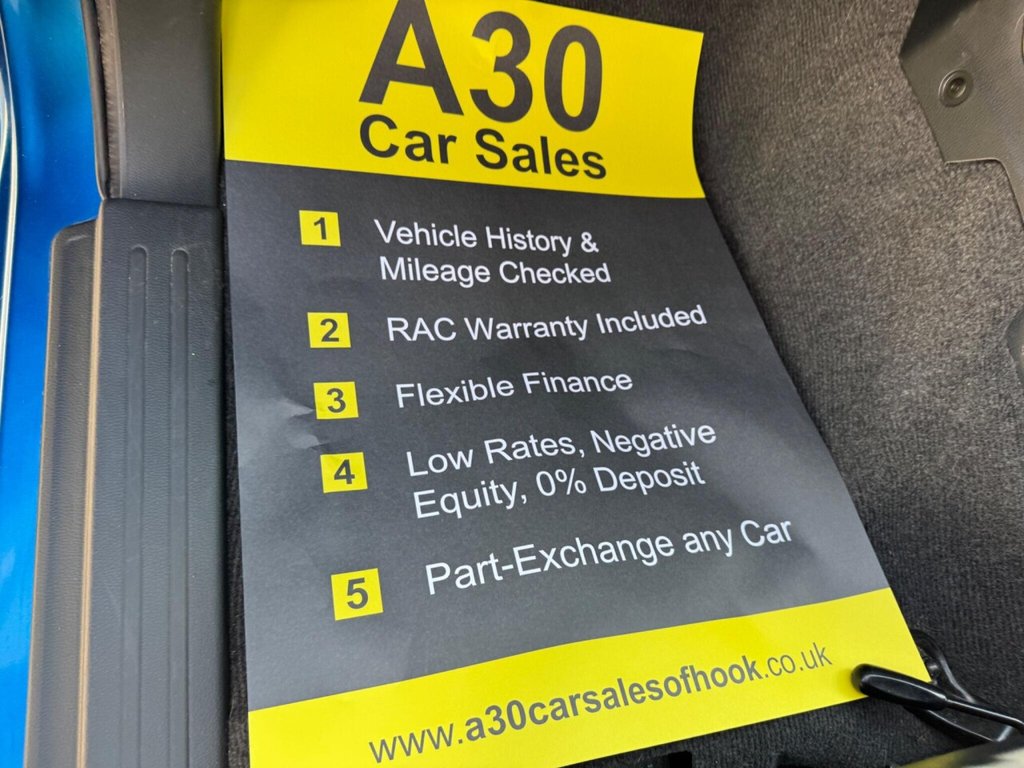 A30
Car Sales
1 Vehicle History &
Mileage Checked
2 RAC Warranty Included
3 Flexible Finance
4 Low Rates, Negative
Equity, 0% Deposit
5 Part-Exchange any Car
www.a30carsalesofhook.co.uk